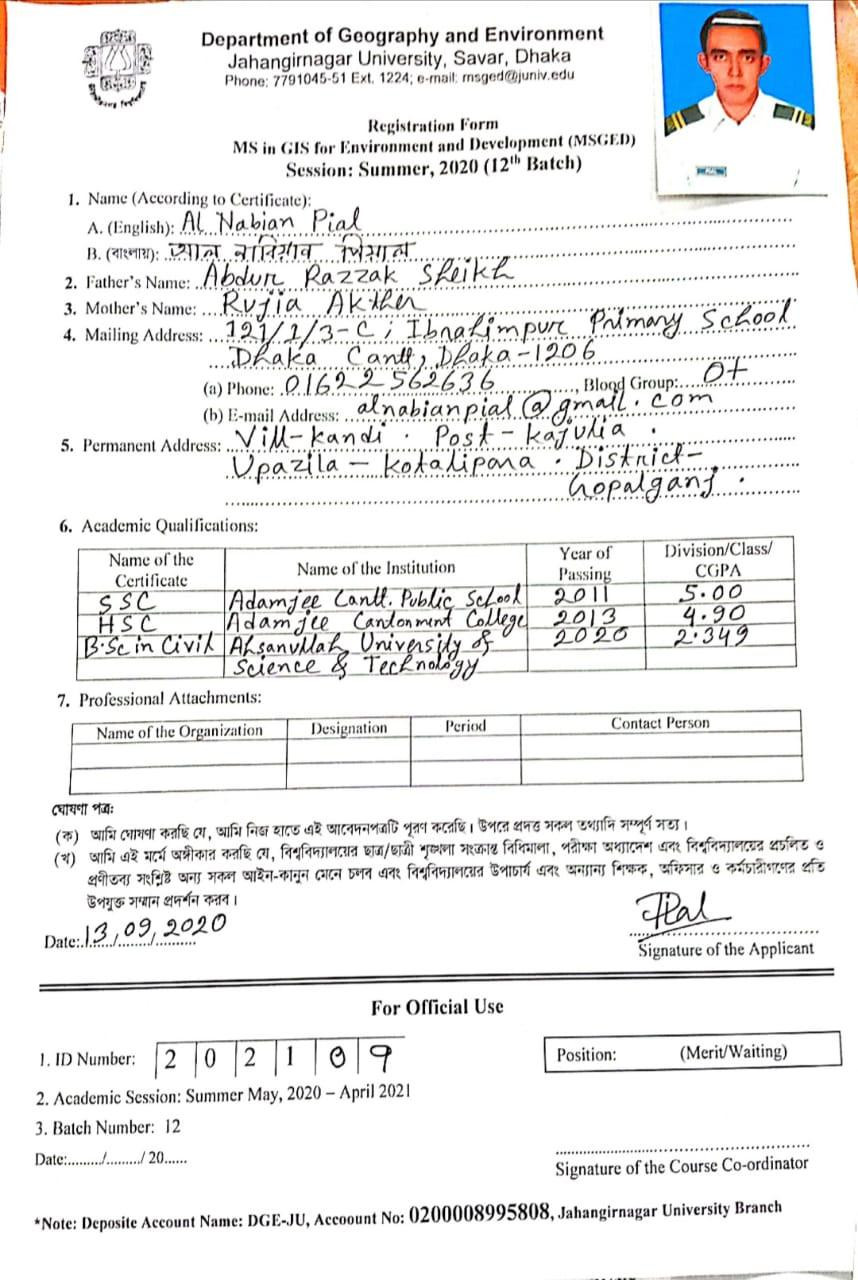 Department of Geography and Environment
Jahangirnagar University, Savar, Dhaka
Phone: 7791045-51 Ext. 1224; e-mail: msged@juniv.edu
Registration Form
MS in GIS for Environment and Development (MSGED)
Session: Summer, 2020 (12th Batch)
1. Name (According to Certificate):
A. (English): Al Nabian Pial
B. (বাংলায়): আল নাবিয়ান পিয়াল
2. Father's Name: Abdur Razzak Sheikh
3. Mother's Name: Rujia Akther
4. Mailing Address: 121/1/3-C; Ibrahimpur Primary School
Dhaka Cantt, Dhaka-1206
(a) Phone: 01622562636, Blood Group: O+
(b) E-mail Address: alnabianpial@gmail.com
5. Permanent Address: Vill-Kandi. Post-Kajulia.
Upazila-Kotalipara. District-
Gopalganj.
6. Academic Qualifications:
Name of the Certificate Name of the Institution Year of Passing Division/Class/CGPA
SSC Adamjee Cantt. Public School 2011 5.00
HSC Adamjee Cantonment College 2013 4.90
B.Sc in Civil Ahsanullah University of 2020 2.349
Science & Technology
7. Professional Attachments:
Name of the Organization Designation Period Contact Person
ঘোষণা পত্র:
(ক) আমি ঘোষণা করছি যে, আমি নিজ হাতে এই আবেদনপত্রটি পূরণ করেছি। উপরে প্রদত্ত সকল তথ্যাদি সম্পূর্ণ সত্য।
(খ) আমি এই মর্মে অঙ্গীকার করছি যে, বিশ্ববিদ্যালয়ের ছাত্র/ছাত্রী শৃঙ্খলা সংক্রান্ত বিধিমালা, পরীক্ষা অধ্যাদেশ এবং বিশ্ববিদ্যালয়ের প্রচলিত ও
প্রণীতব্য সংশ্লিষ্ট অন্য সকল আইন-কানুন মেনে চলব এবং বিশ্ববিদ্যালয়ের উপাচার্য এবং অন্যান্য শিক্ষক, অফিসার ও কর্মচারীগণের প্রতি
উপযুক্ত সম্মান প্রদর্শন করব।
Date: 13/09/2020
Signature of the Applicant
For Official Use
1. ID Number: 2 0 2 1 0 9
Position: (Merit/Waiting)
2. Academic Session: Summer May, 2020 – April 2021
3. Batch Number: 12
Date:........./........./ 20......
Signature of the Course Co-ordinator
*Note: Deposite Account Name: DGE-JU, Accoount No: 0200008995808, Jahangirnagar University Branch